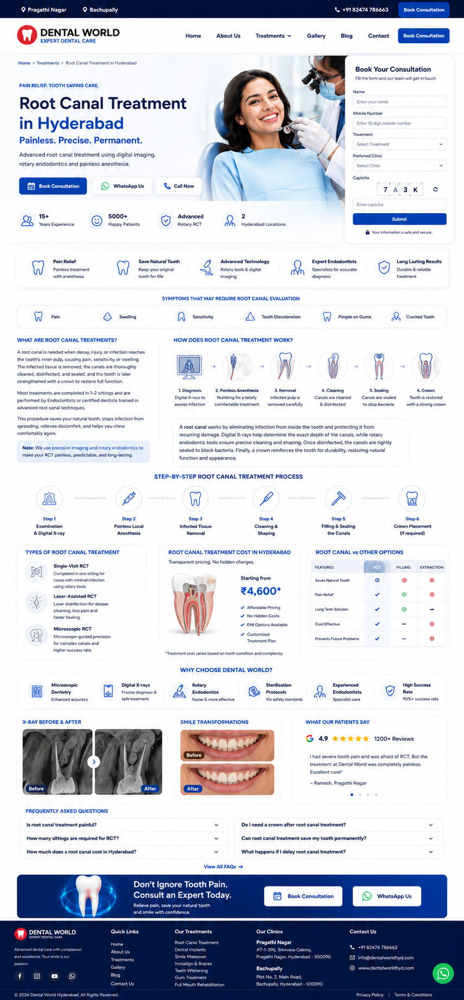 Pragathi Nagar
Bachupally
+91 82474 786663
Book Consultation
DENTAL WORLD
EXPERT DENTAL CARE
Home
About Us
Treatments
Gallery
Blog
Contact
Book Consultation
Home › Treatments › Root Canal Treatment in Hyderabad
PAIN RELIEF. TOOTH SAVING CARE.
Root Canal Treatment
in Hyderabad
Painless. Precise. Permanent.
Advanced root canal treatment using digital imaging,
rotary endodontics and painless anesthesia.
Book Consultation
WhatsApp Us
Call Now
15+
Years Experience
5000+
Happy Patients
Advanced
Rotary RCT
2
Hyderabad Locations
Book Your Consultation
Fill the form and our team will get in touch
Name
Enter your name
Mobile Number
Enter 10 digit mobile number
Treatment
Select Treatment
Preferred Clinic
Select Clinic
Captcha
7 A 3 K
Enter captcha
Submit
Your information is safe and secure.
Pain Relief
Painless treatment
with anesthesia
Save Natural Tooth
Keep your original
tooth for life
Advanced Technology
Rotary tools & digital
imaging
Expert Endodontists
Specialists for accurate
diagnosis
Long Lasting Results
Durable & reliable
treatment
SYMPTOMS THAT MAY REQUIRE ROOT CANAL EVALUATION
Pain
Swelling
Sensitivity
Tooth Discoloration
Pimple on Gums
Cracked Tooth
WHAT ARE ROOT CANAL TREATMENTS?
A root canal is needed when decay, injury, or infection reaches
the tooth's inner pulp, causing pain, sensitivity, or swelling.
The infected tissue is removed, the canals are thoroughly
cleaned, disinfected, and sealed, and the tooth is later
strengthened with a crown to restore full function.
Most treatments are completed in 1–2 sittings and are
performed by Endodontists or certified dentists trained in
advanced root canal techniques.
This procedure saves your natural tooth, stops infection from
spreading, relieves discomfort, and helps you chew
comfortably again.
Note: We use precision imaging and rotary endodontics to
make your RCT painless, predictable, and long-lasting.
HOW DOES ROOT CANAL TREATMENT WORK?
1. Diagnosis
Digital X-rays to
assess infection
2. Painless Anesthesia
Numbing for a totally
comfortable treatment
3. Removal
Infected pulp is
removed carefully
4. Cleaning
Canals are cleaned
& disinfected
5. Sealing
Canals are sealed
to stop bacteria
6. Crown
Tooth is restored
with a strong crown
A root canal works by eliminating infection from inside the tooth and protecting it from
recurring damage. Digital X-rays help determine the exact depth of the canals, while rotary
endodontic tools ensure precise cleaning and shaping. Once disinfected, the canals are tightly
sealed to block bacteria. Finally, a crown reinforces the tooth for durability, restoring natural
function and appearance.
STEP-BY-STEP ROOT CANAL TREATMENT PROCESS
Step 1
Examination
& Digital X-ray
Step 2
Painless Local
Anesthesia
Step 3
Infected Tissue
Removal
Step 4
Cleaning &
Shaping
Step 5
Filling & Sealing
the Canals
Step 6
Crown Placement
(if required)
TYPES OF ROOT CANAL TREATMENT
Single-Visit RCT
Completed in one sitting for
cases with minimal infection
using rotary tools.
Laser-Assisted RCT
Laser disinfection for deeper
cleaning, less pain and
faster healing.
Microccopic RCT
Microscope-guided precision
for complex canals and
higher success rate.
ROOT CANAL TREATMENT COST IN HYDERABAD
Transparent pricing. No hidden charges.
Starting from
₹4,600*
Affordable Pricing
No Hidden Costs
EMI Options Available
Customized
Treatment Plan
*Treatment cost varies based on tooth condition and complexity.
ROOT CANAL vs OTHER OPTIONS
FEATURES RCT FILLING EXTRACTION
Saves Natural Tooth
Pain Relief
Long Term Solution
Cost Effective
Prevents Future Problems
WHY CHOOSE DENTAL WORLD?
Microscopic
Dentistry
Enhanced accuracy
Digital X-rays
Precise diagnosis &
safe treatment
Rotary
Endodontics
Faster & more effective
Sterilization
Protocols
10x safety standards
Experienced
Endodontists
Specialist care
High Success
Rate
90%+ success rate
X-RAY BEFORE & AFTER
Before
After
SMILE TRANSFORMATIONS
Before
Attar
WHAT OUR PATIENTS SAY
4.9
1200+ Reviews
I had severe tooth pain and was afraid of RCT. But the
treatment at Dental World was completely painless.
Excellent care!'
– Ramesh, Pragathi Nagar
FREQUENTLY ASKED QUESTIONS
Is root canal treatment painful?
How many sittings are required for RCT?
How much does a root canal cost in Hyderabad?
Do I need a crown after root canal treatment?
Can root canal treatment save my tooth permanently?
What happens if I delay root canal treatment?
View All FAQs →
Don't Ignore Tooth Pain.
Consult an Expert Today.
Relieve pain, save your natural tooth
and smile with confidence.
Book Consultation
WhatsApp Us
DENTAL WORLD
EXPERT DENTAL CARE
Advanced dental care with compassion
and excellence. Your smile is our
passion.
Quick Links
Home
About Us
Treatments
Gallery
Blog
Contact Us
Our Treatments
Root Canal Treatment
Dental Implants
Smile Makeover
Invisalign & Braces
Teeth Whitening
Gum Treatment
Full Mouth Rehabilitation
Our Clinics
Pragathi Nagar
#7-1-396, Srinivasa Colony,
Pragathi Nagar, Hyderabad - S00090
Bachupally
Plot No. 2, Main Road,
Bachupally, Hyderabad - S00090
Contact Us
+91 82474 786663
info@dentalworldhyd.com
www.dentalworldhyd.com
© 2024 Dental World Hyderabad. All Rights Reserved.
Privacy Policy | Terms & Conditions